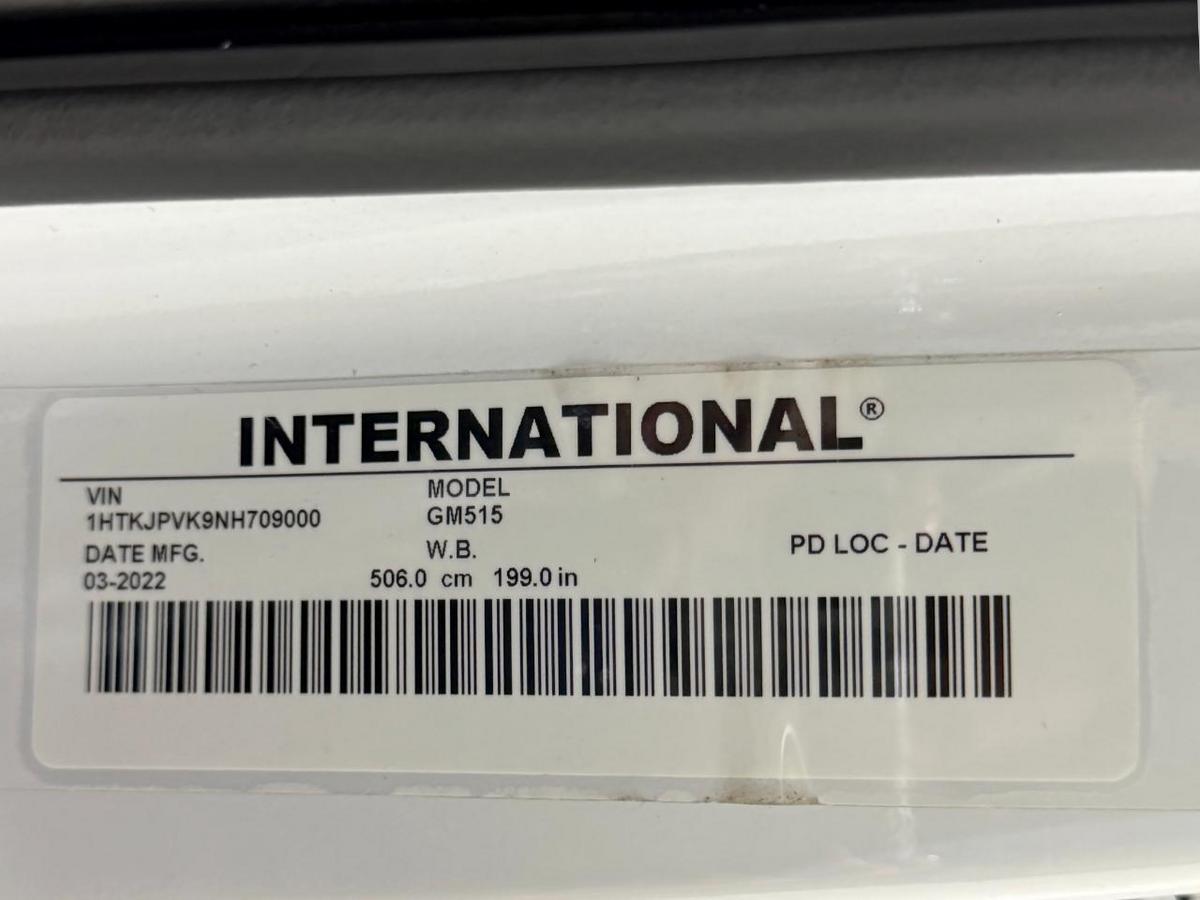 INTERNATIONAL®
VIN
1HTKJPVK9NH709000
MODEL
GM515
DATE MFG.
03-2022
W.B.
506.0 cm 199.0 in
PD LOC - DATE